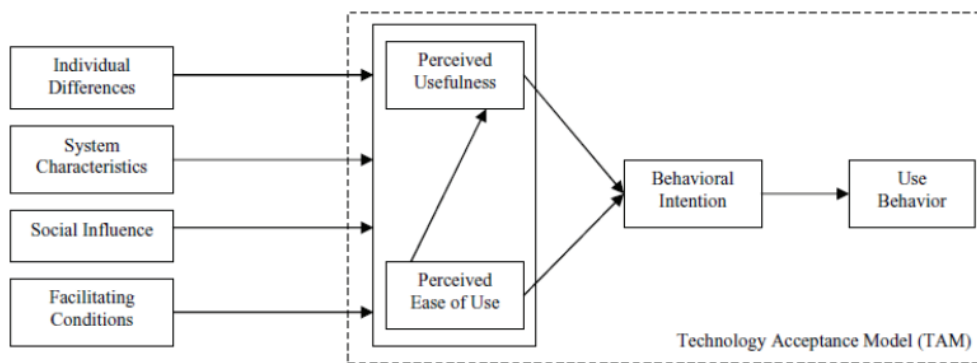 Individual
Differences
System
Characteristics
Social Influence
Facilitating
Conditions
Perceived
Usefulness
Perceived
Ease of Use
Behavioral
Intention
Use
Behavior
Technology Acceptance Model (TAM)